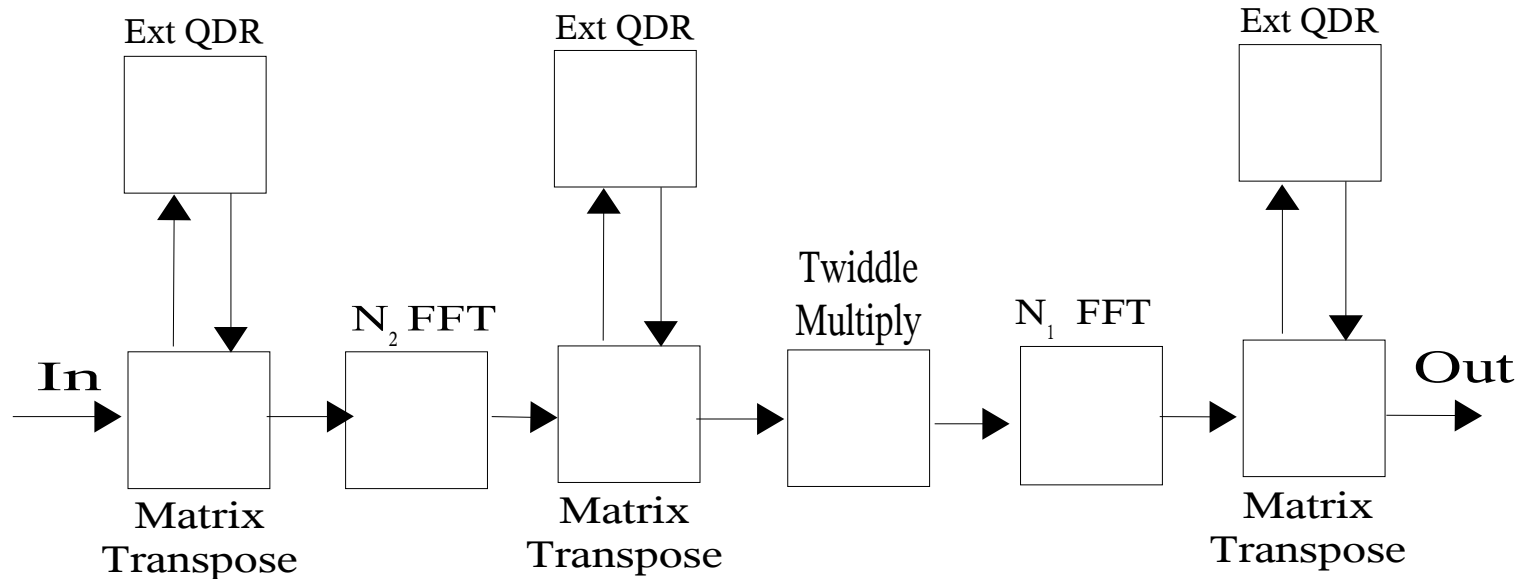 Ext QDR
Ext QDR
Ext QDR
Twiddle
Multiply
N₂ FFT
N₁ FFT
In
Out
Matrix
Transpose
Matrix
Transpose
Matrix
Transpose